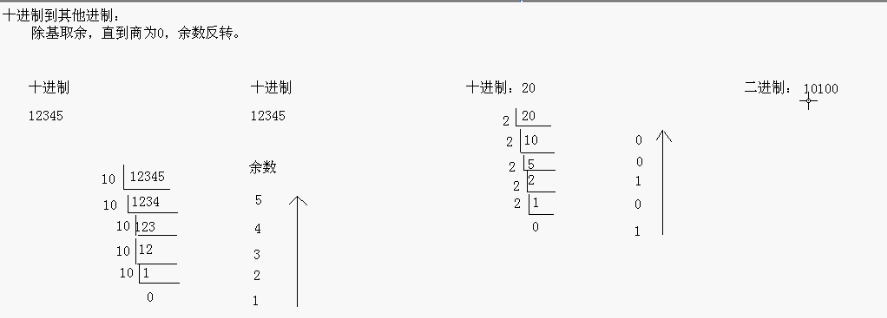 十进制到其他进制：
除基取余，直到商为0，余数反转。
十进制 十进制 十进制：20 二进制：10100
12345 12345
2 20
2 10 0
2 5 0
2 2 1
2 1 0
0 1
余数
10 12345
10 1234 5
10 123 4
10 12 3
10 1 2
0 1